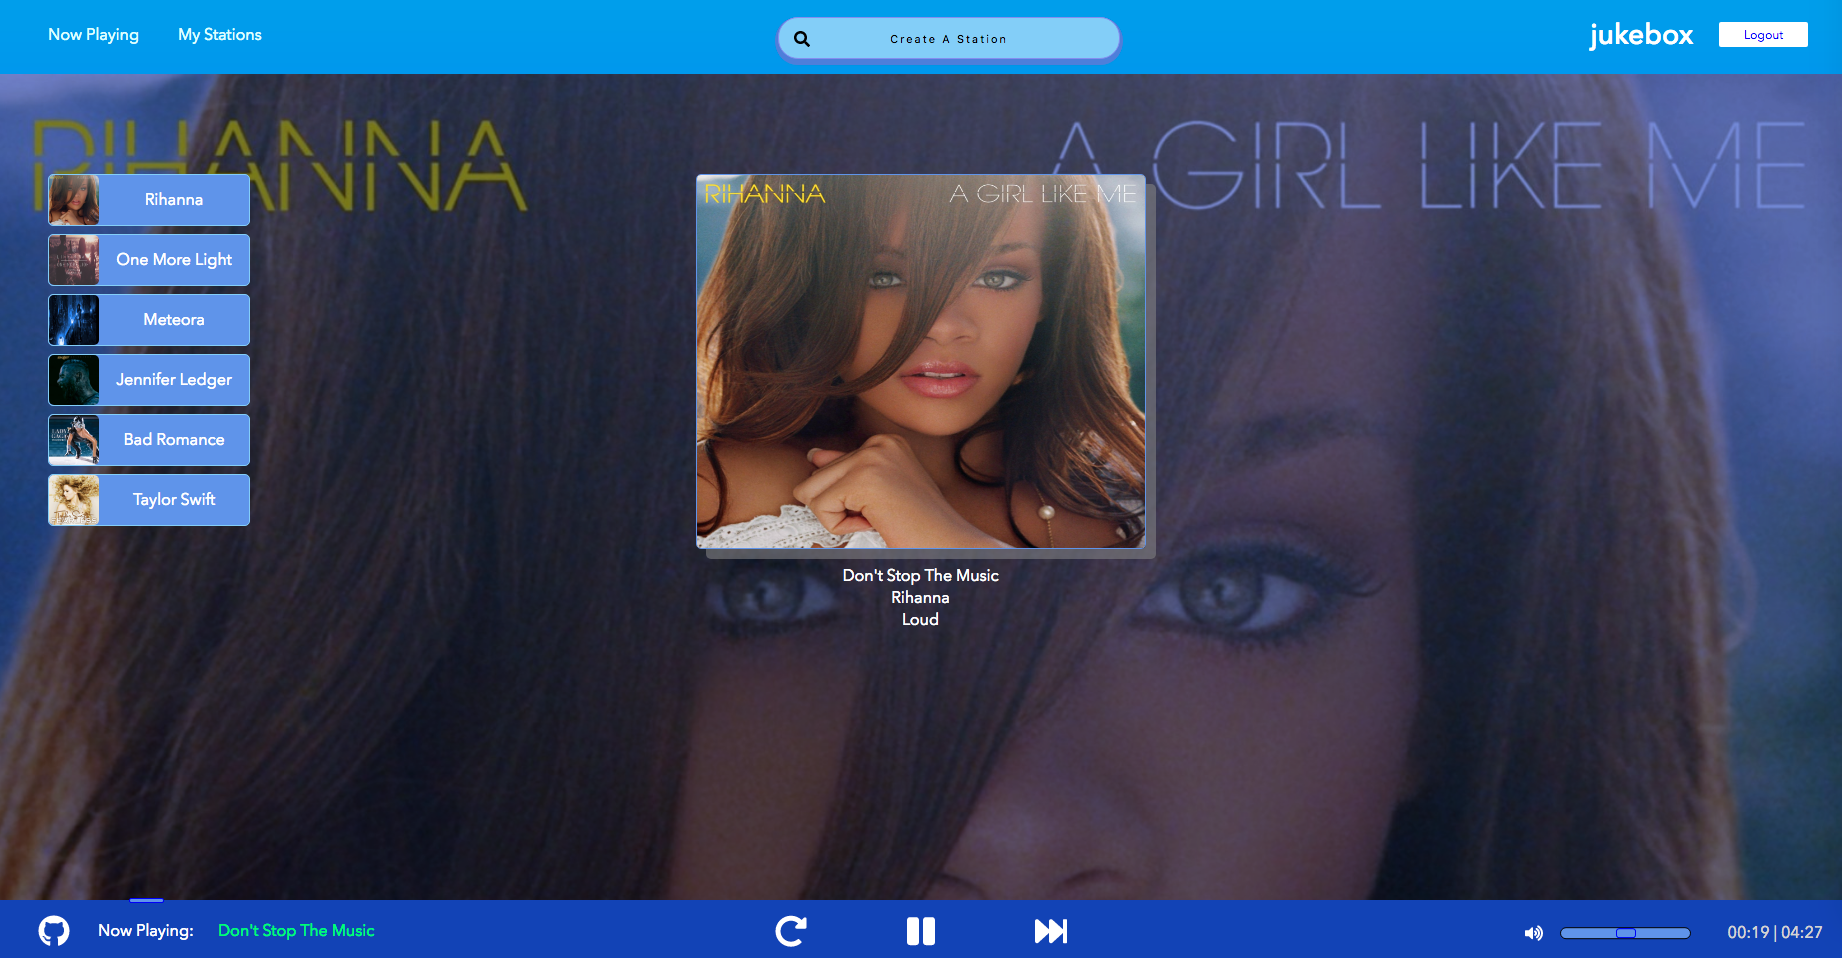 Now Playing
My Stations
Create A Station
jukebox
Logout
RIHANNA
A GIRL LIKE ME
RIHANNA
A GIRL LIKE ME
Rihanna
One More Light
Meteora
Jennifer Ledger
Bad Romance
Taylor Swift
Don't Stop The Music
Rihanna
Loud
Now Playing:
Don't Stop The Music
00:19 | 04:27